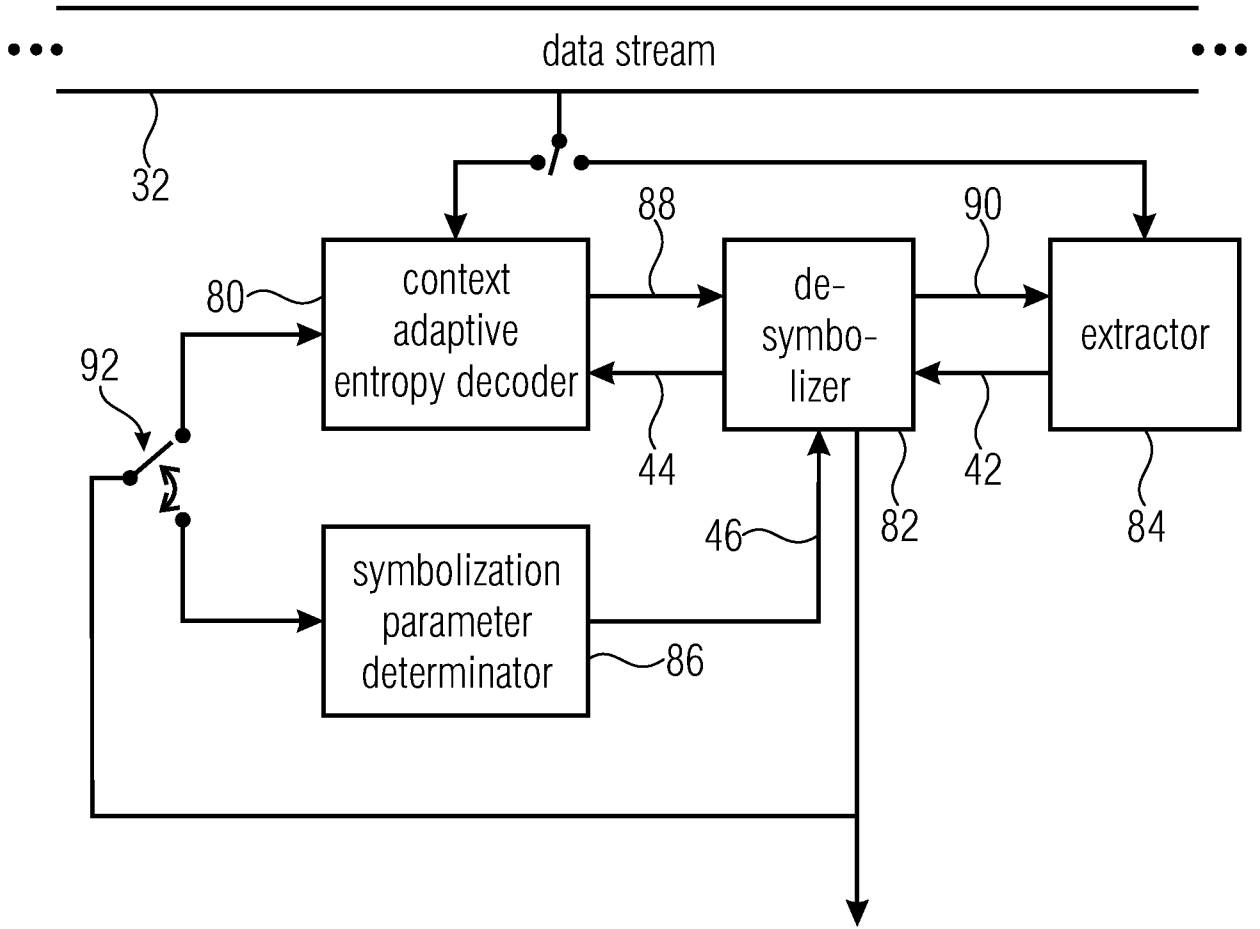 data stream
32
88
90
80
context
adaptive
entropy decoder
de-
symbo-
lizer
extractor
92
44
42
46
82
84
symbolization
parameter
determinator
86